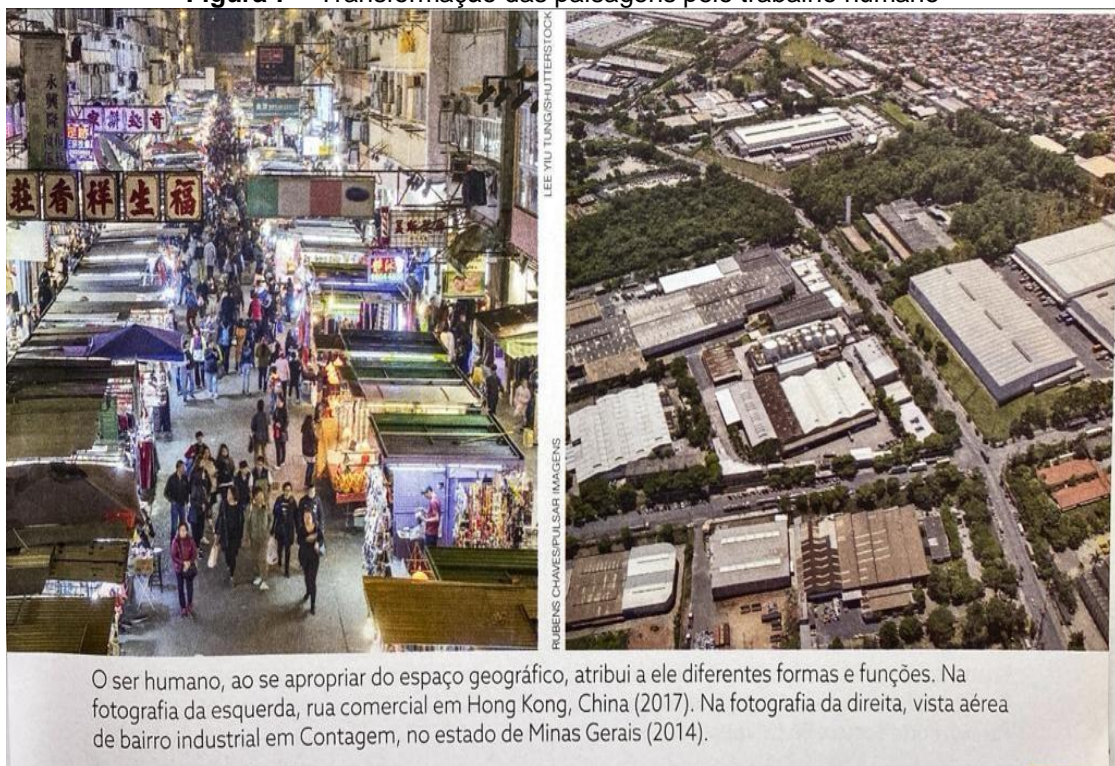 Transformação das paisagens pelo trabalho humano
永興隆
福生祥香莊
LEE YIU TUNG/SHUTTERSTOCK
RUBENS CHAVES/PULSAR IMAGENS
O ser humano, ao se apropriar do espaço geográfico, atribui a ele diferentes formas e funções. Na
fotografia da esquerda, rua comercial em Hong Kong, China (2017). Na fotografia da direita, vista aérea
de bairro industrial em Contagem, no estado de Minas Gerais (2014).